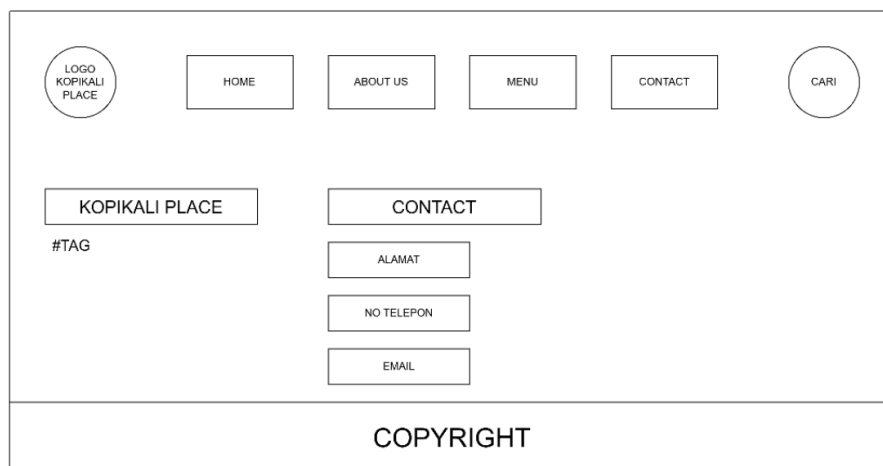 LOGO
KOPIKALI
PLACE
HOME
ABOUT US
MENU
CONTACT
CARI
KOPIKALI PLACE
#TAG
CONTACT
ALAMAT
NO TELEPON
EMAIL
COPYRIGHT